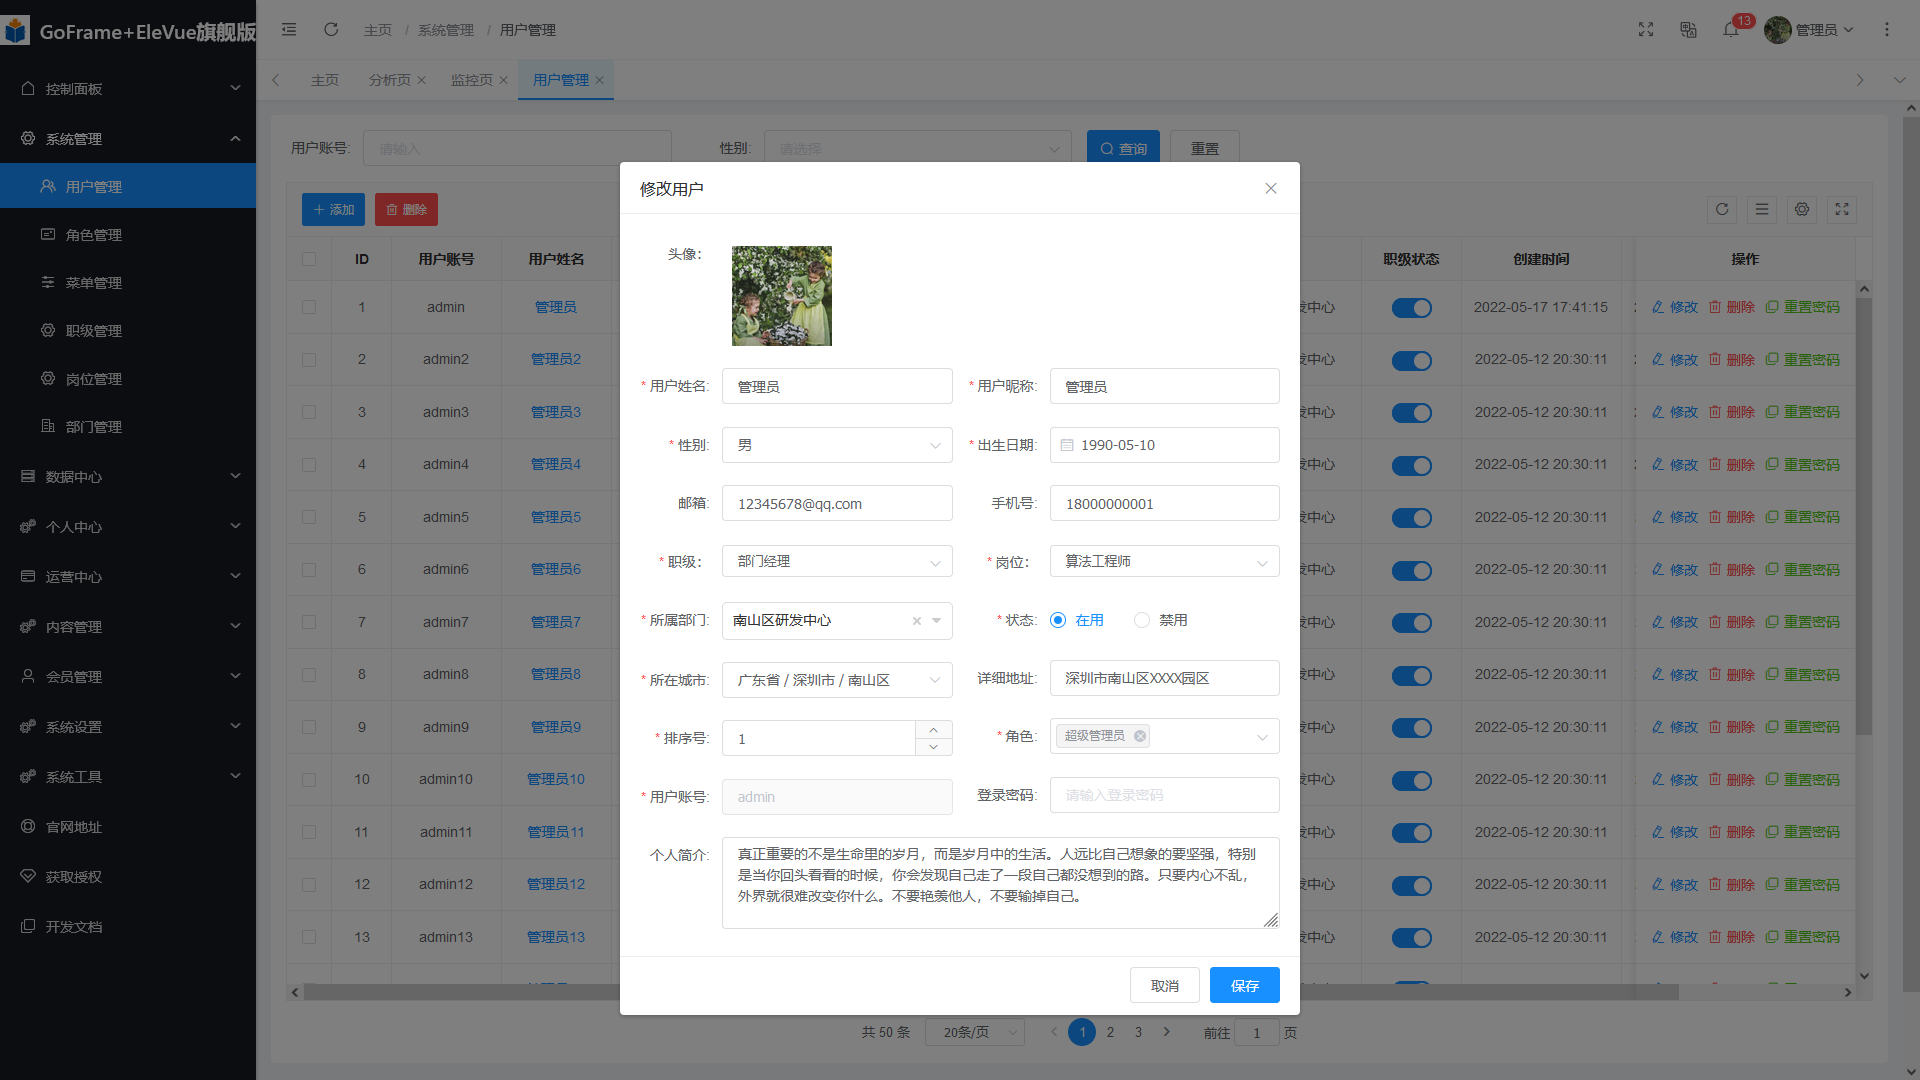 GoFrame+EleVue旗舰版
主页 / 系统管理 / 用户管理
13
管理员
主页 分析页 监控页 用户管理
控制面板
系统管理
用户管理
角色管理
菜单管理
职级管理
岗位管理
部门管理
数据中心
个人中心
运营中心
内容管理
会员管理
系统设置
系统工具
官网地址
获取授权
开发文档
用户账号: 请输入 性别: 请选择 查询 重置
添加 删除
ID 用户账号 用户姓名 职级状态 创建时间 操作
1 admin 管理员 发中心 2022-05-17 17:41:15 修改 删除 重置密码
2 admin2 管理员2 发中心 2022-05-12 20:30:11 修改 删除 重置密码
3 admin3 管理员3 发中心 2022-05-12 20:30:11 修改 删除 重置密码
4 admin4 管理员4 发中心 2022-05-12 20:30:11 修改 删除 重置密码
5 admin5 管理员5 发中心 2022-05-12 20:30:11 修改 删除 重置密码
6 admin6 管理员6 发中心 2022-05-12 20:30:11 修改 删除 重置密码
7 admin7 管理员7 发中心 2022-05-12 20:30:11 修改 删除 重置密码
8 admin8 管理员8 发中心 2022-05-12 20:30:11 修改 删除 重置密码
9 admin9 管理员9 发中心 2022-05-12 20:30:11 修改 删除 重置密码
10 admin10 管理员10 发中心 2022-05-12 20:30:11 修改 删除 重置密码
11 admin11 管理员11 发中心 2022-05-12 20:30:11 修改 删除 重置密码
12 admin12 管理员12 发中心 2022-05-12 20:30:11 修改 删除 重置密码
13 admin13 管理员13 发中心 2022-05-12 20:30:11 修改 删除 重置密码
共 50 条 20条/页 1 2 3 前往 1 页
修改用户
头像:
* 用户姓名: 管理员 * 用户昵称: 管理员
* 性别: 男 * 出生日期: 1990-05-10
邮箱: 12345678@qq.com 手机号: 18000000001
* 职级: 部门经理 * 岗位: 算法工程师
* 所属部门: 南山区研发中心 * 状态: 在用 禁用
* 所在城市: 广东省 / 深圳市 / 南山区 详细地址: 深圳市南山区XXXX园区
* 排序号: 1 * 角色: 超级管理员
* 用户账号: admin 登录密码: 请输入登录密码
个人简介: 真正重要的不是生命里的岁月，而是岁月中的生活。人远比自己想象的要坚强，特别
是当你回头看看的时候，你会发现自己走了一段自己都没想到的路。只要内心不乱，
外界就很难改变你什么。不要艳羡他人，不要输掉自己。
取消 保存